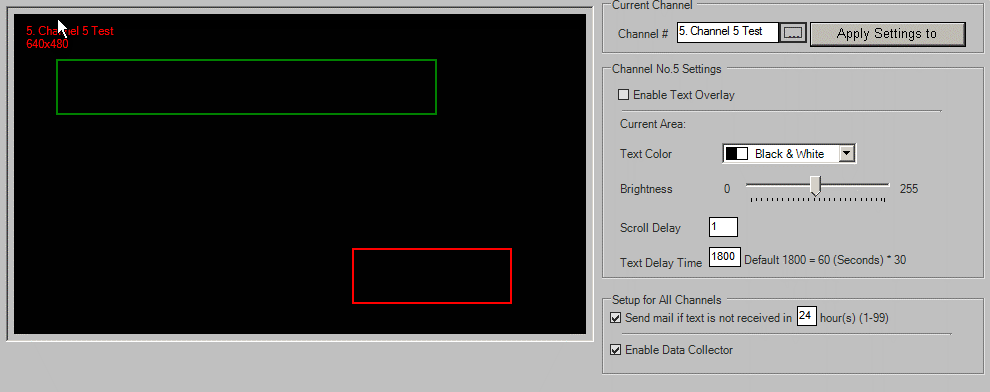 5. Channel 5 Test
640x480
Current Channel
Channel # 5. Channel 5 Test ... Apply Settings to
Channel No.5 Settings
Enable Text Overlay
Current Area:
Text Color Black & White
Brightness 0 255
Scroll Delay 1
Text Delay Time 1800 Default 1800 = 60 (Seconds) * 30
Setup for All Channels
Send mail if text is not received in 24 hour(s) (1-99)
Enable Data Collector